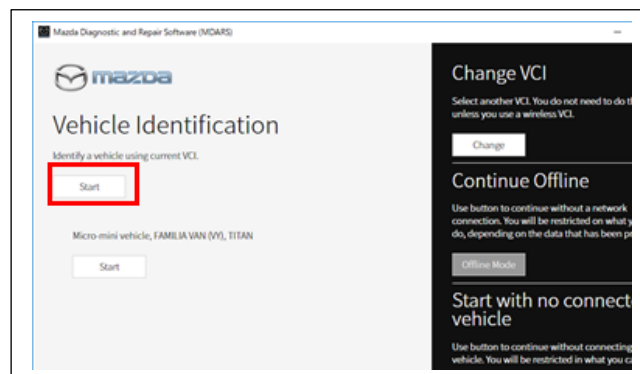 Mazda Diagnostic and Repair Software (MDARS)
mazda
Vehicle Identification
Identify a vehicle using current VCI.
Start
Micro-mini vehicle, FAMILIA VAN (VY), TITAN
Start
Change VCI
Select another VCI. You do not need to do th
unless you use a wireless VCI.
Change
Continue Offline
Use button to continue without a network
connection. You will be restricted on what y
do, depending on the data that has been pr
Offline Mode
Start with no connect
vehicle
Use button to continue without connecting
vehicle. You will be restricted in what you ca